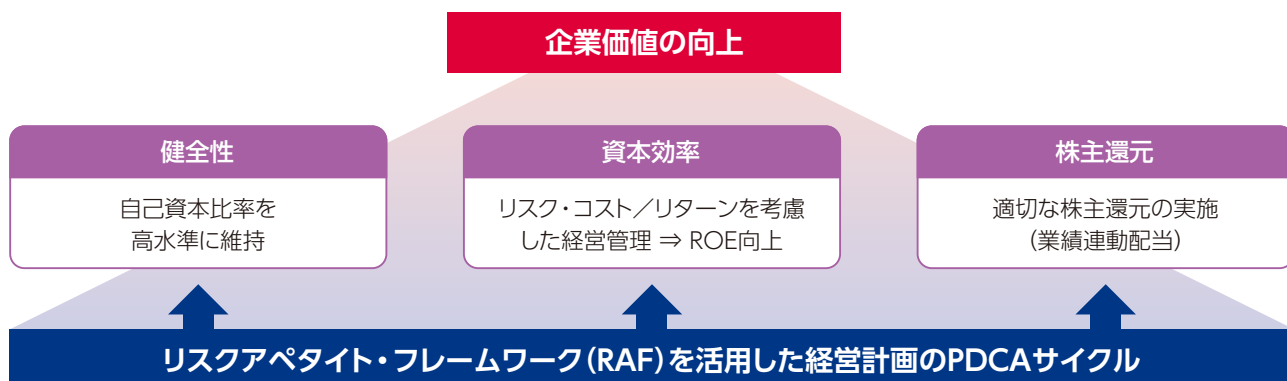 企業価値の向上
健全性
自己資本比率を
高水準に維持
資本効率
リスク・コスト／リターンを考慮
した経営管理 ⇒ ROE向上
株主還元
適切な株主還元の実施
（業績連動配当）
リスクアペタイト・フレームワーク（RAF）を活用した経営計画のPDCAサイクル